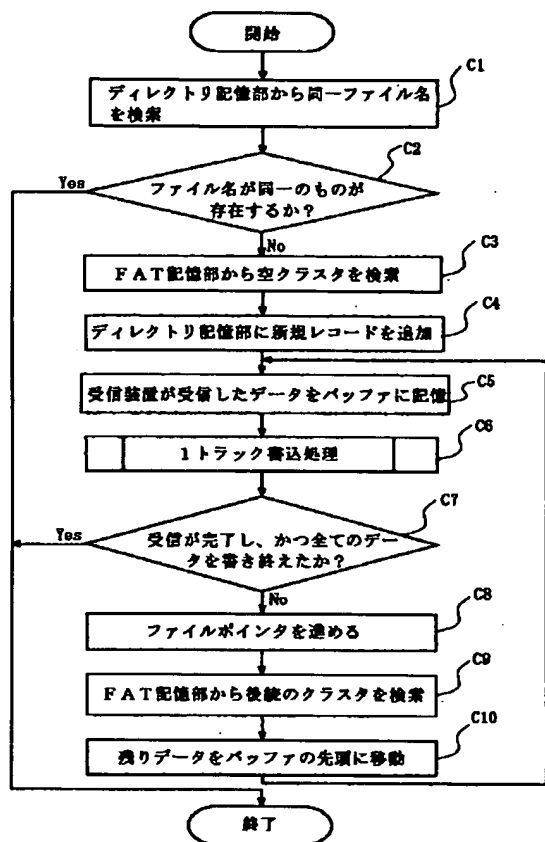 開始
C1
ディレクトリ記憶部から同一ファイル名
を検索
C2
Yes
ファイル名が同一のものが
存在するか？
No
C3
ＦＡＴ記憶部から空クラスタを検索
C4
ディレクトリ記憶部に新規レコードを追加
C5
受信装置が受信したデータをバッファに記憶
C6
１トラック書込処理
C7
Yes
受信が完了し、かつ全てのデー
タを書き終えたか？
No
C8
ファイルポインタを進める
C9
ＦＡＴ記憶部から後続のクラスタを検索
C10
残りデータをバッファの先頭に移動
終了